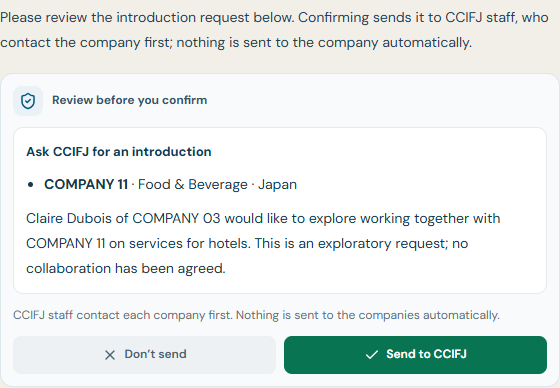 Please review the introduction request below. Confirming sends it to CCIFJ staff, who
contact the company first; nothing is sent to the company automatically.
Review before you confirm
Ask CCIFJ for an introduction
• COMPANY 11 · Food & Beverage · Japan
Claire Dubois of COMPANY 03 would like to explore working together with
COMPANY 11 on services for hotels. This is an exploratory request; no
collaboration has been agreed.
CCIFJ staff contact each company first. Nothing is sent to the companies automatically.
Don’t send
Send to CCIFJ